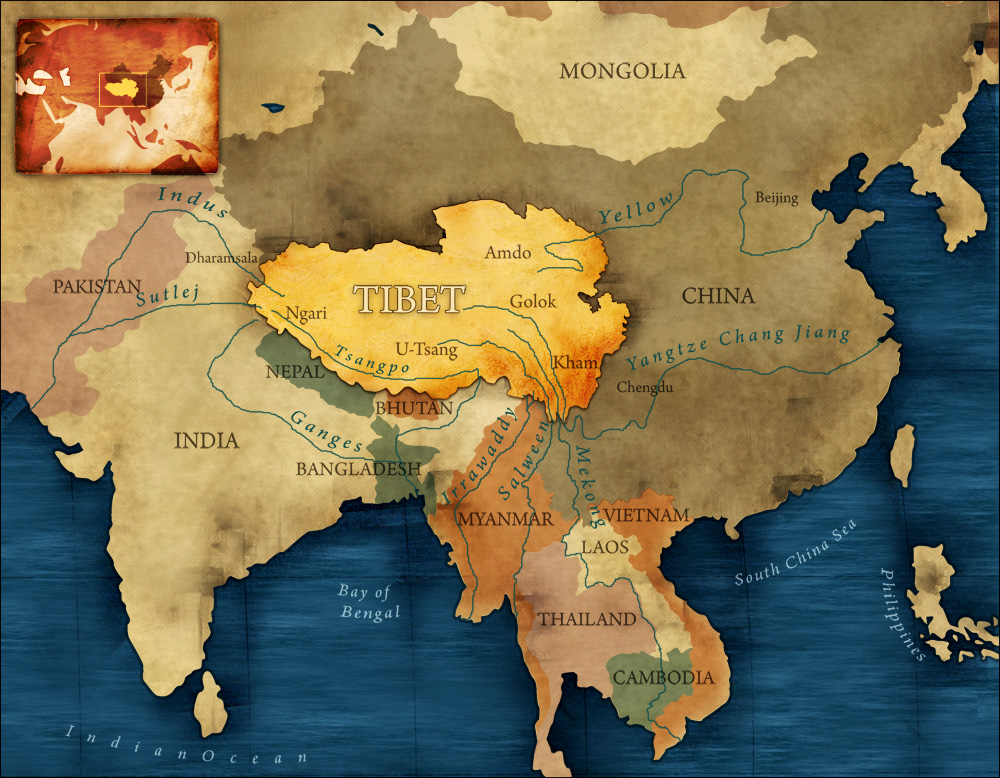 MONGOLIA
Indus
Yellow
Beijing
Amdo
Dharamsala
PAKISTAN
Sutlej
TIBET
Golok
CHINA
Ngari
U-Tsang
Tsangpo
Kham
Yangtze Chang Jiang
Chengdu
NEPAL
BHUTAN
INDIA
Ganges
BANGLADESH
Irrawaddy
Salween
Mekong
MYANMAR
VIETNAM
LAOS
South China Sea
Bay of
Bengal
THAILAND
Philippines
CAMBODIA
Indian Ocean